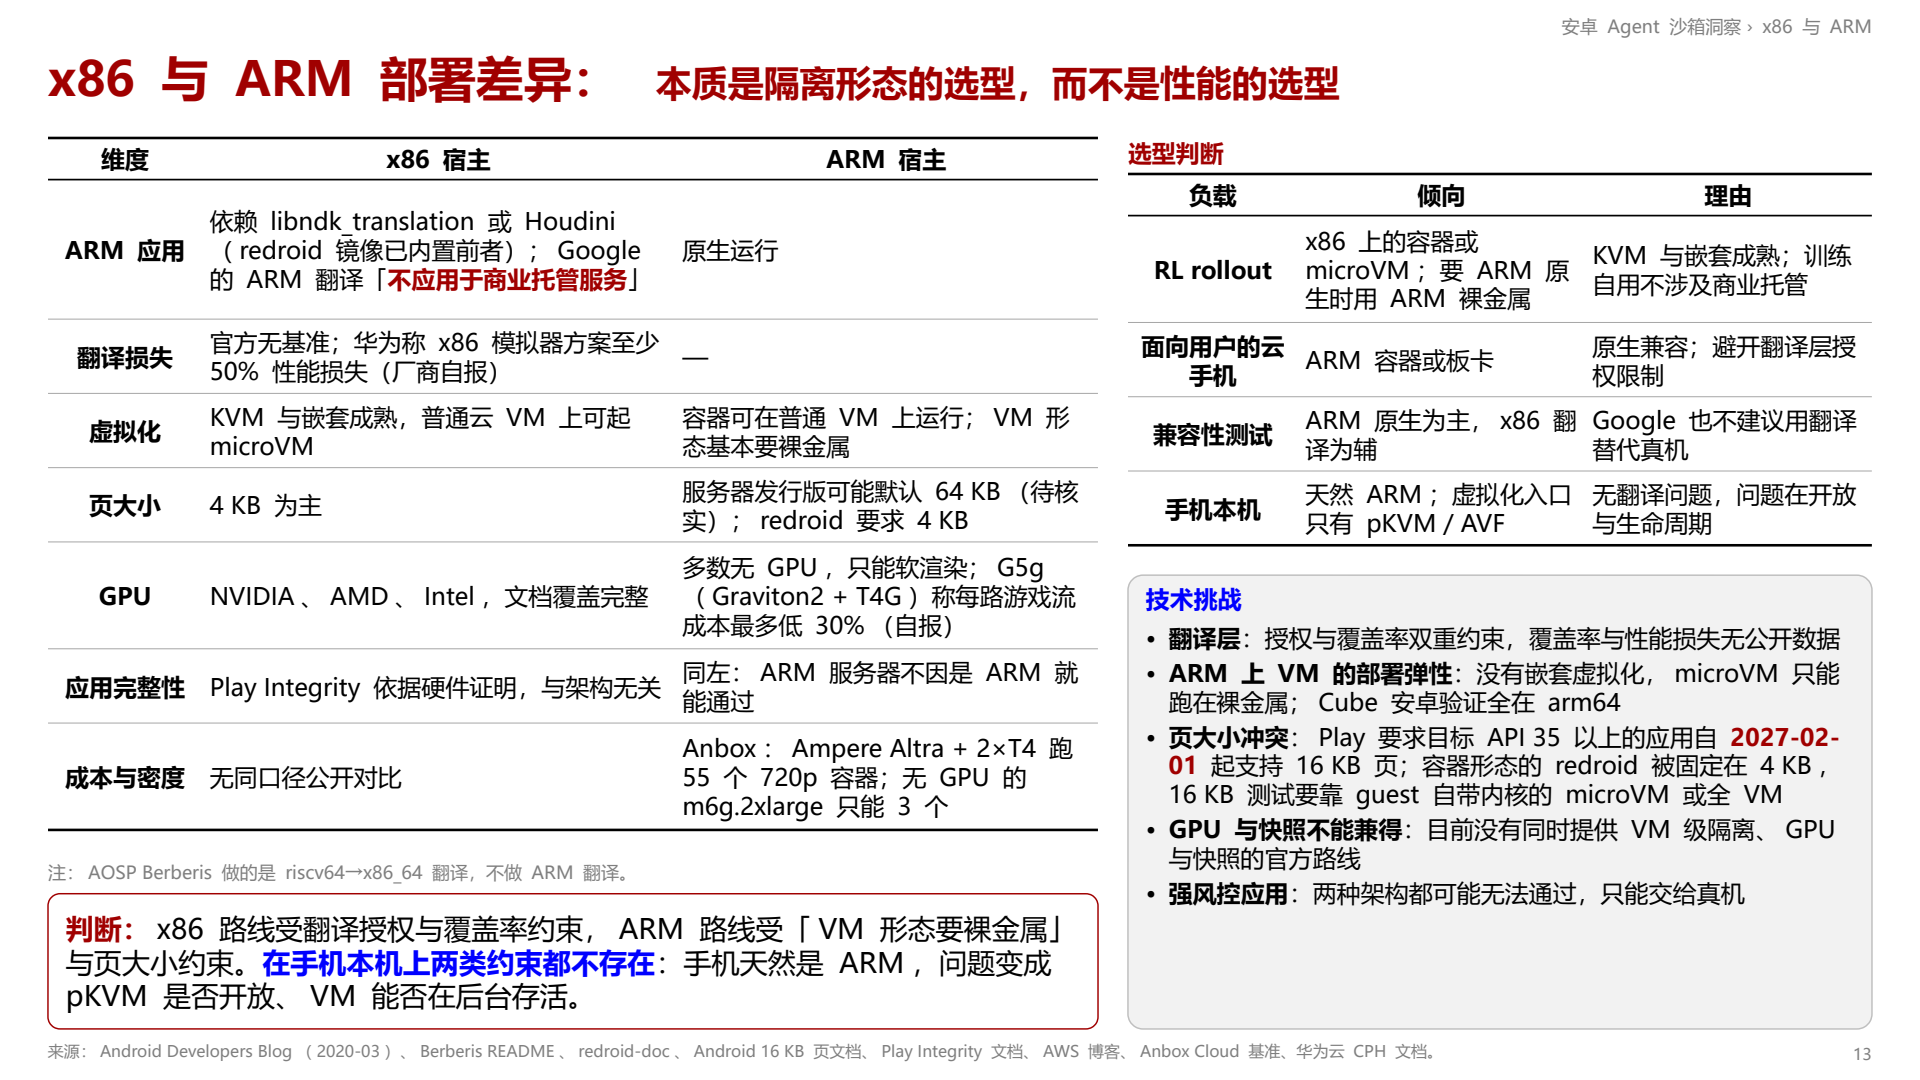 安卓 Agent 沙箱洞察 › x86 与 ARM
x86 与 ARM 部署差异： 本质是隔离形态的选型，而不是性能的选型
维度 x86 宿主 ARM 宿主
ARM 应用
依赖 libndk_translation 或 Houdini
（redroid 镜像已内置前者）； Google
的 ARM 翻译「不应用于商业托管服务」
原生运行
翻译损失
官方无基准；华为称 x86 模拟器方案至少
50% 性能损失（厂商自报）
—
虚拟化
KVM 与嵌套成熟，普通云 VM 上可起
microVM
容器可在普通 VM 上运行； VM 形
态基本要裸金属
页大小
4 KB 为主
服务器发行版可能默认 64 KB （待核
实）； redroid 要求 4 KB
GPU
NVIDIA 、 AMD 、 Intel ，文档覆盖完整
多数无 GPU ，只能软渲染； G5g
（ Graviton2 + T4G ）称每路游戏流
成本最多低 30% （自报）
应用完整性
Play Integrity 依据硬件证明，与架构无关
同左： ARM 服务器不因是 ARM 就
能通过
成本与密度
无同口径公开对比
Anbox ： Ampere Altra + 2×T4 跑
55 个 720p 容器；无 GPU 的
m6g.2xlarge 只能 3 个
注： AOSP Berberis 做的是 riscv64→x86_64 翻译，不做 ARM 翻译。
判断： x86 路线受翻译授权与覆盖率约束， ARM 路线受「 VM 形态要裸金属」
与页大小约束。在手机本机上两类约束都不存在：手机天然是 ARM ，问题变成
pKVM 是否开放、 VM 能否在后台存活。
选型判断
负载 倾向 理由
RL rollout
x86 上的容器或
microVM ；要 ARM 原
生时用 ARM 裸金属
KVM 与嵌套成熟；训练
自用不涉及商业托管
面向用户的云
手机
ARM 容器或板卡
原生兼容；避开翻译层授
权限制
兼容性测试
ARM 原生为主， x86 翻
译为辅
Google 也不建议用翻译
替代真机
手机本机
天然 ARM ；虚拟化入口
只有 pKVM / AVF
无翻译问题，问题在开放
与生命周期
技术挑战
• 翻译层：授权与覆盖率双重约束，覆盖率与性能损失无公开数据
• ARM 上 VM 的部署弹性：没有嵌套虚拟化， microVM 只能
跑在裸金属； Cube 安卓验证全在 arm64
• 页大小冲突： Play 要求目标 API 35 以上的应用自 2027-02-
01 起支持 16 KB 页；容器形态的 redroid 被固定在 4 KB ，
16 KB 测试要靠 guest 自带内核的 microVM 或全 VM
• GPU 与快照不能兼得：目前没有同时提供 VM 级隔离、 GPU
与快照的官方路线
• 强风控应用：两种架构都可能无法通过，只能交给真机
来源： Android Developers Blog （ 2020-03 ）、 Berberis README 、 redroid-doc 、 Android 16 KB 页文档、 Play Integrity 文档、 AWS 博客、 Anbox Cloud 基准、华为云 CPH 文档。
13